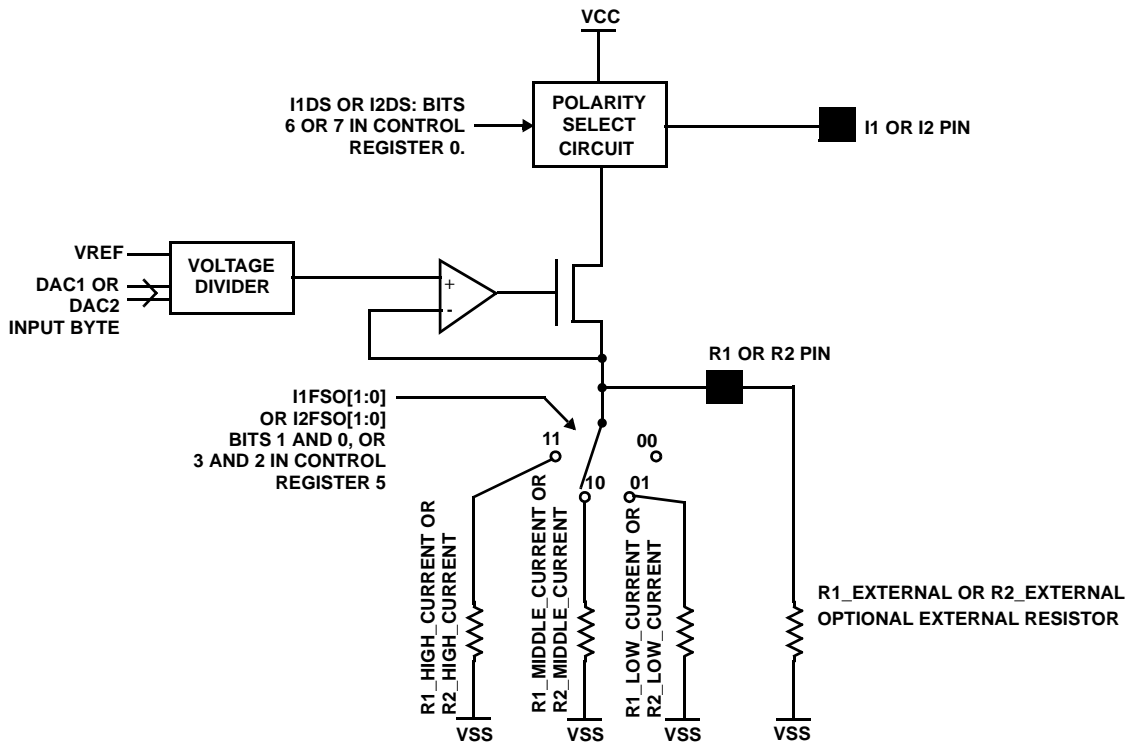 VCC
I1DS OR I2DS: BITS
6 OR 7 IN CONTROL
REGISTER 0.
POLARITY
SELECT
CIRCUIT
I1 OR I2 PIN
VREF
DAC1 OR
DAC2
INPUT BYTE
VOLTAGE
DIVIDER
+
-
R1 OR R2 PIN
I1FSO[1:0]
OR I2FSO[1:0]
BITS 1 AND 0, OR
3 AND 2 IN CONTROL
REGISTER 5
11
00
10
01
R1_HIGH_CURRENT OR
R2_HIGH_CURRENT
R1_MIDDLE_CURRENT OR
R2_MIDDLE_CURRENT
R1_LOW_CURRENT OR
R2_LOW_CURRENT
R1_EXTERNAL OR R2_EXTERNAL
OPTIONAL EXTERNAL RESISTOR
VSS
VSS
VSS
VSS